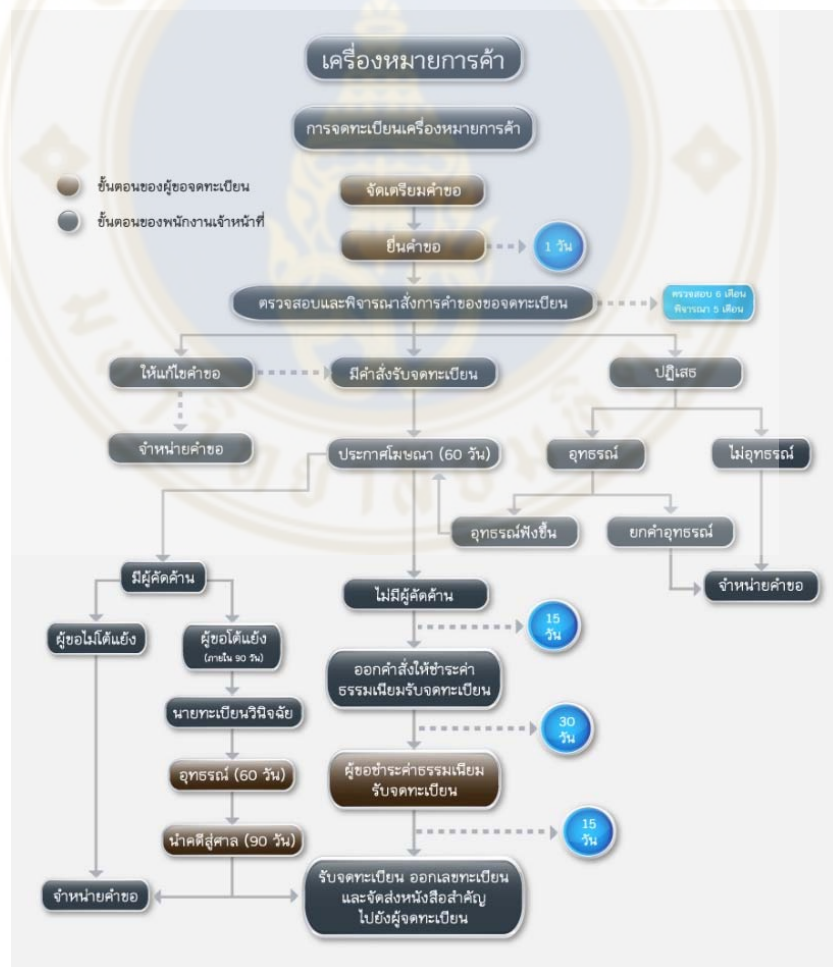 เครื่องหมายการค้า
การจดทะเบียนเครื่องหมายการค้า
ขั้นตอนของผู้ขอจดทะเบียน
ขั้นตอนของพนักงานเจ้าหน้าที่
จัดเตรียมคำขอ
ยื่นคำขอ
1 วัน
ตรวจสอบและพิจารณาสั่งการคำขอขอจดทะเบียน
ตรวจสอบ 6 เดือน
พิจารณา 5 เดือน
ให้แก้ไขคำขอ
มีคำสั่งรับจดทะเบียน
ปฏิเสธ
จำหน่ายคำขอ
ประกาศโฆษณา (60 วัน)
อุทธรณ์
ไม่อุทธรณ์
อุทธรณ์ฟังขึ้น
ยกคำอุทธรณ์
จำหน่ายคำขอ
มีผู้คัดค้าน
ไม่มีผู้คัดค้าน
ผู้ขอไม่โต้แย้ง
ผู้ขอโต้แย้ง
(ภายใน 90 วัน)
15
วัน
ออกคำสั่งให้ชำระค่า
ธรรมเนียมรับจดทะเบียน
นายทะเบียนวินิจฉัย
30
วัน
อุทธรณ์ (60 วัน)
ผู้ขอชำระค่าธรรมเนียม
รับจดทะเบียน
นำคดีสู่ศาล (90 วัน)
15
วัน
จำหน่ายคำขอ
รับจดทะเบียน ออกเลขทะเบียน
และจัดส่งหนังสือสำคัญ
ไปยังผู้จดทะเบียน